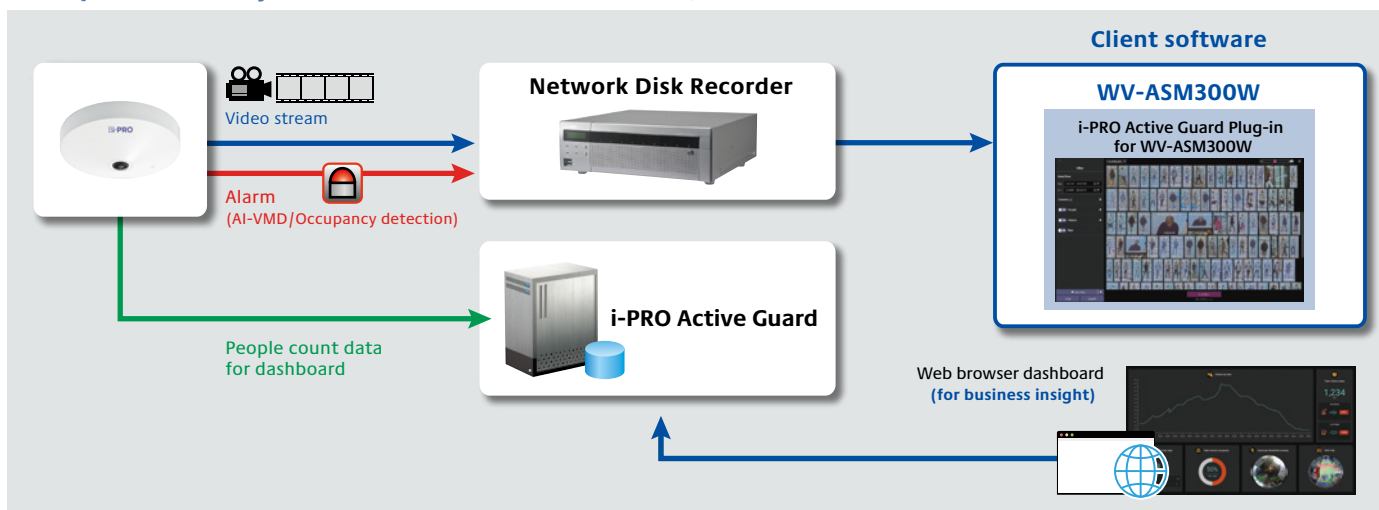 Client software
i-PRO
Video stream
Alarm
(AI-VMD/Occupancy detection)
People count data
for dashboard
Network Disk Recorder
i-PRO Active Guard
WV-ASM300W
i-PRO Active Guard Plug-in
for WV-ASM300W
Web browser dashboard
(for business insight)
1,234
50%